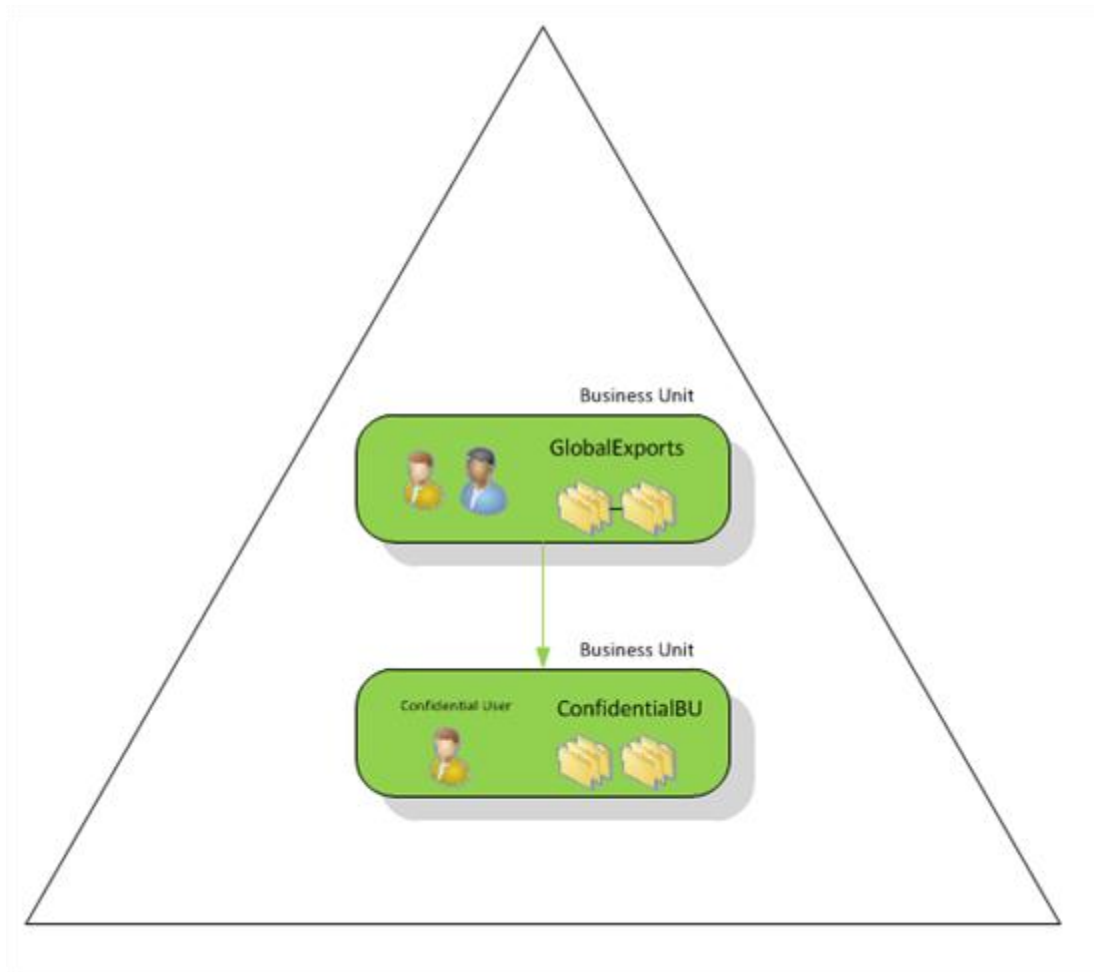 Business Unit
GlobalExports
Business Unit
Confidential User
ConfidentialBU